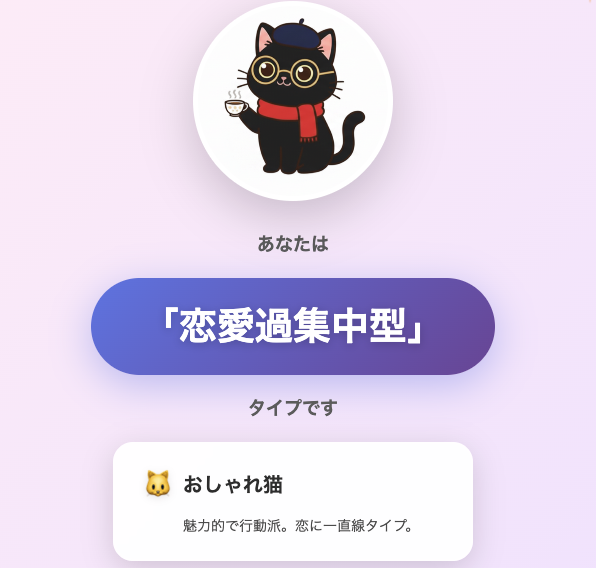 あなたは
「恋愛過集中型」
タイプです
おしゃれ猫
魅力的で行動派。恋に一直線タイプ。